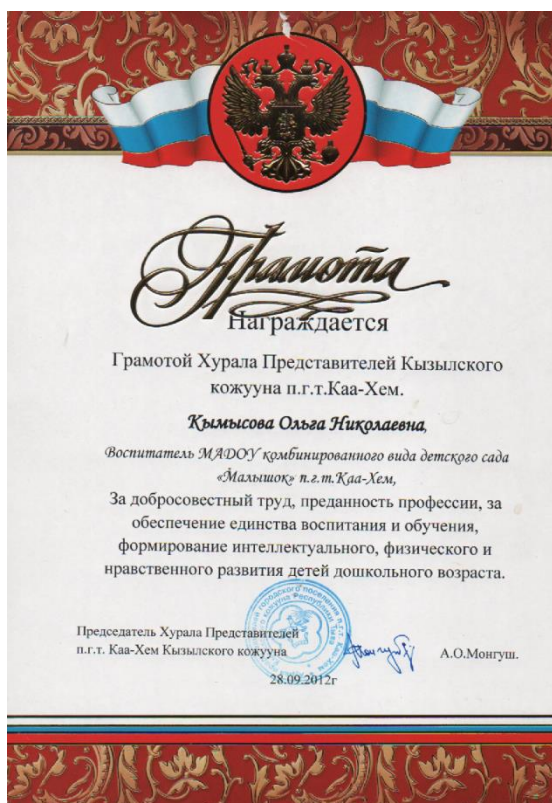 Грамота
Награждается
Грамотой Хурала Представителей Кызылского
кожууна п.г.т.Каа-Хем.
Кымысова Ольга Николаевна,
Воспитатель МАДОУ комбинированного вида детского сада
«Малышок» п.г.т.Каа-Хем,
За добросовестный труд, преданность профессии, за
обеспечение единства воспитания и обучения,
формирование интеллектуального, физического и
нравственного развития детей дошкольного возраста.
Председатель Хурала Представителей
п.г.т. Каа-Хем Кызылского кожууна
А.О.Монгуш.
28.09.2012г